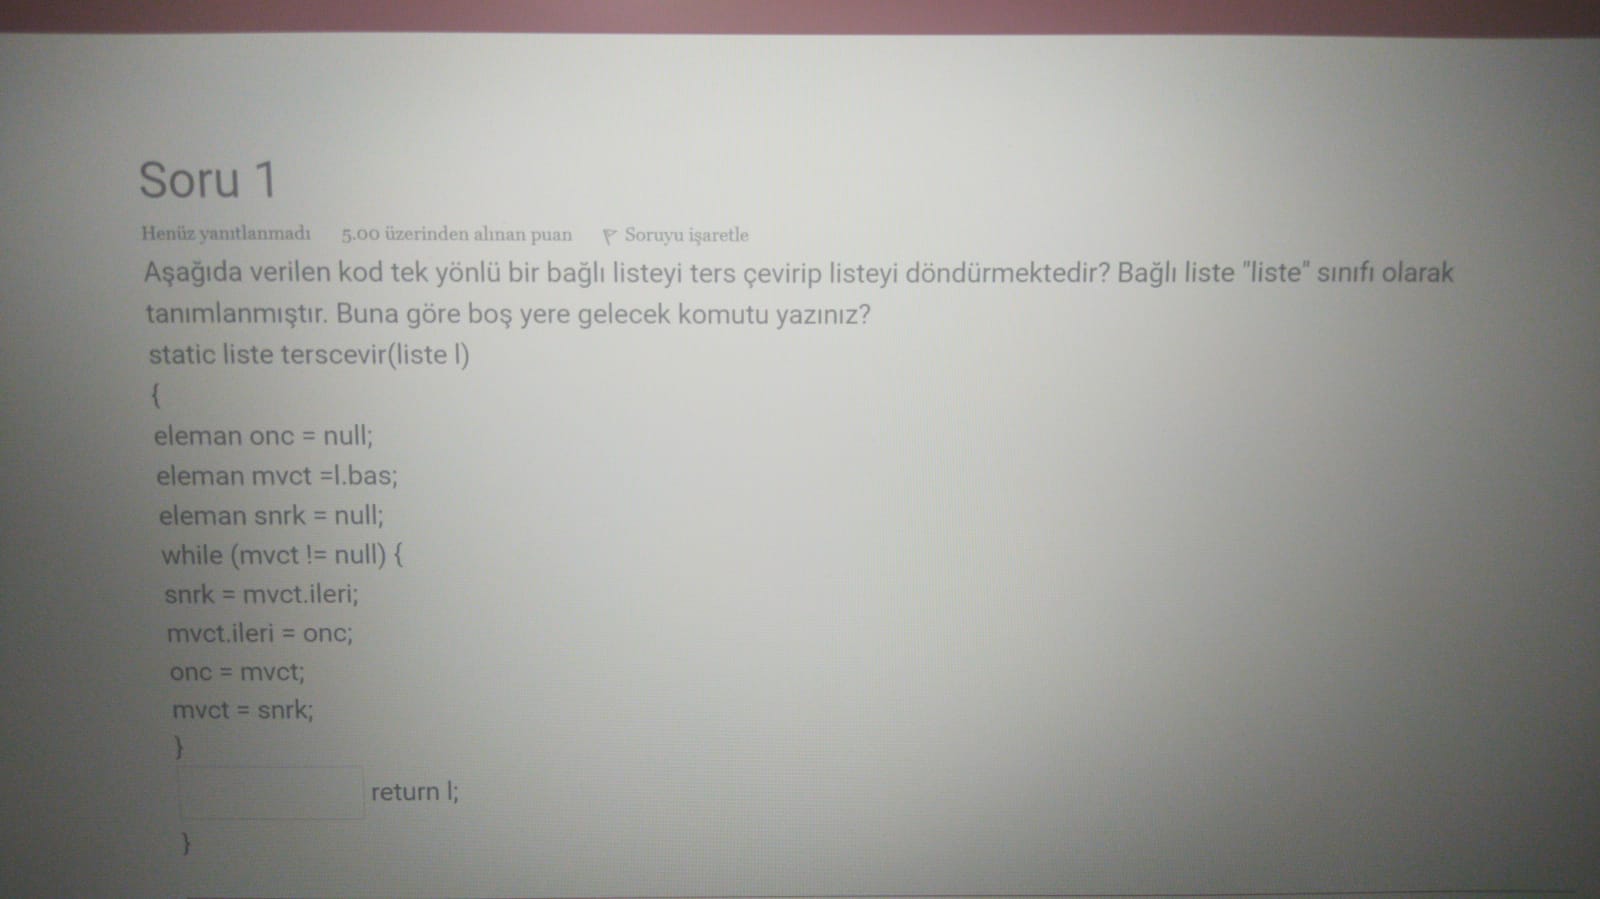 Soru 1
Henüz yanıtlanmadı 5.00 üzerinden alınan puan Soruyu işaretle
Aşağıda verilen kod tek yönlü bir bağlı listeyi ters çevirip listeyi döndürmektedir? Bağlı liste "liste" sınıfı olarak
tanımlanmıştır. Buna göre boş yere gelecek komutu yazınız?
static liste terscevir(liste l)
{
eleman onc = null;
eleman mvct =l.bas;
eleman snrk = null;
while (mvct != null) {
snrk = mvct.ileri;
mvct.ileri = onc;
onc = mvct;
mvct = snrk;
}
return l;
}